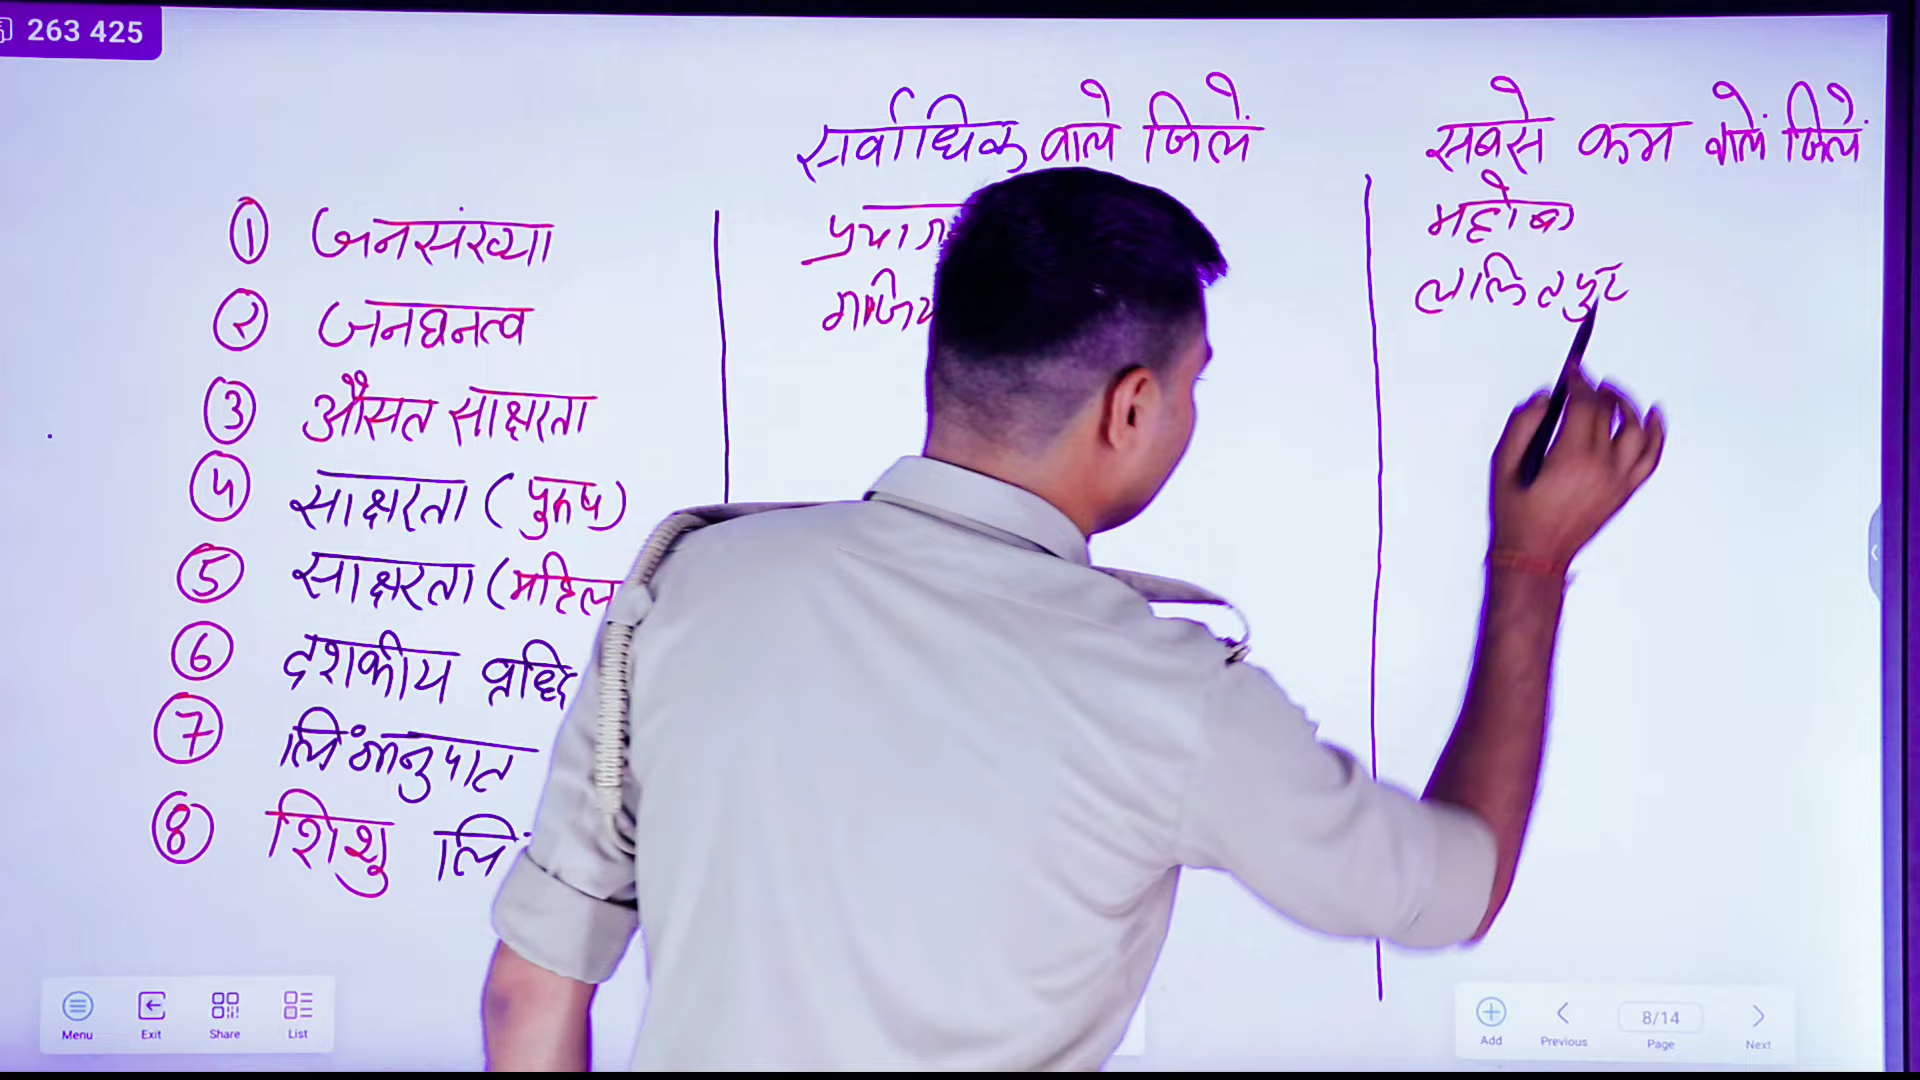 263 425
सर्वाधिक वाले जिलें
सबसे कम वालें जिलें
① जनसंख्या
महोबा
② जनघनत्व
ललितपुर
③ औसत साक्षरता
④ साक्षरता (पुरुष)
⑤ साक्षरता (महिल
⑥ दशकीय वृद्धि
⑦ लिंगानुपात
⑧ शिशु लिं
Menu Exit Share List
Add Previous 8/14 Page Next